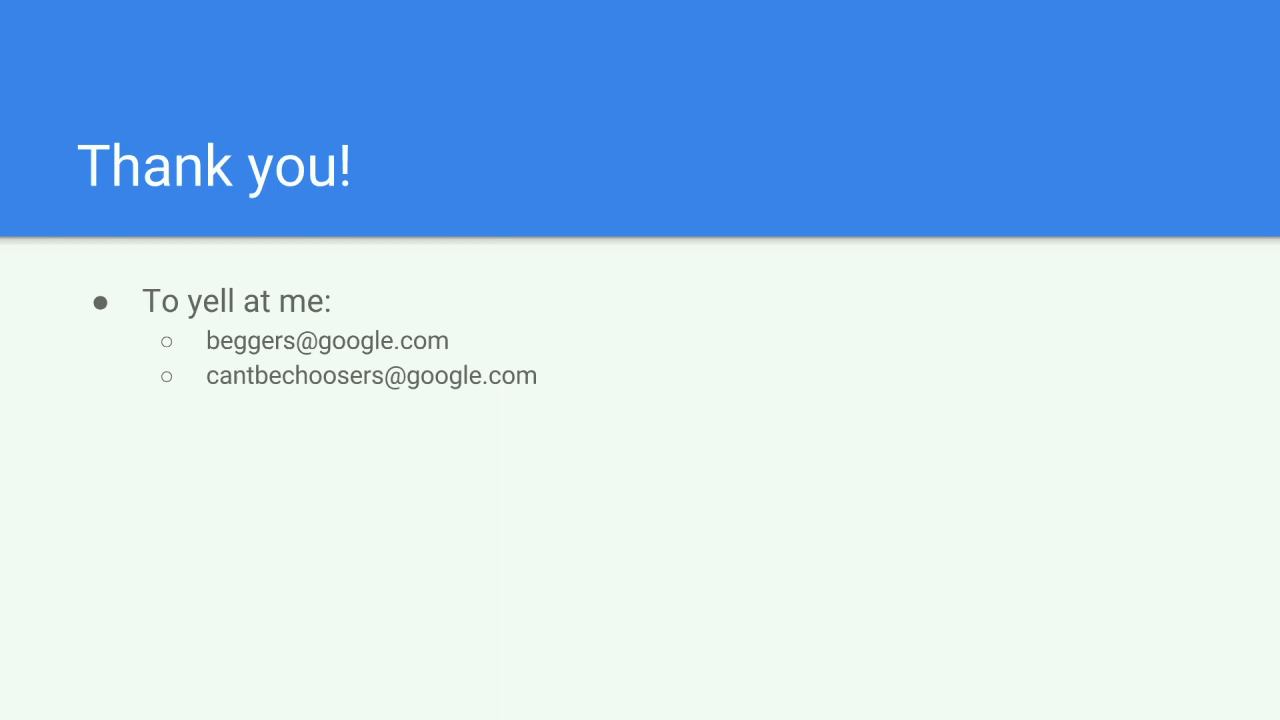 Thank you!
● To yell at me:
○ beggers@google.com
○ cantbechoosers@google.com